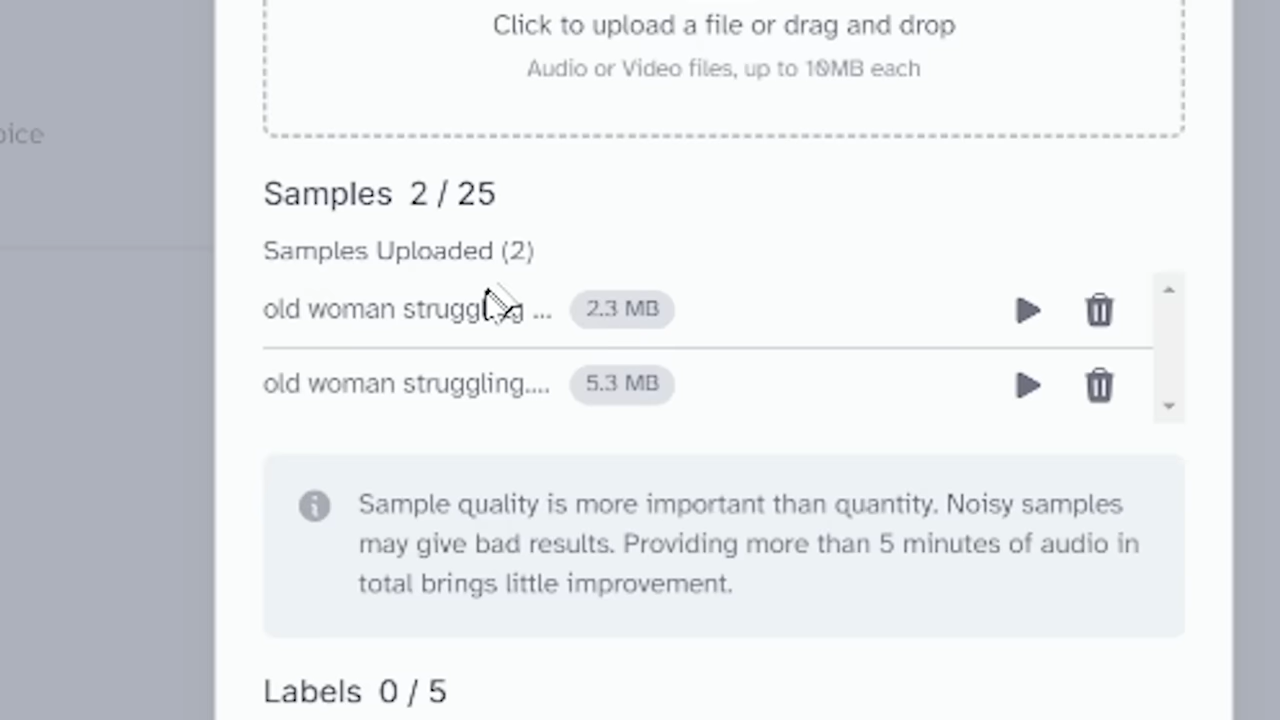 Click to upload a file or drag and drop
Audio or Video files, up to 10MB each
oice
Samples 2 / 25
Samples Uploaded (2)
old woman struggling ... 2.3 MB
old woman struggling.... 5.3 MB
Sample quality is more important than quantity. Noisy samples
may give bad results. Providing more than 5 minutes of audio in
total brings little improvement.
Labels 0 / 5